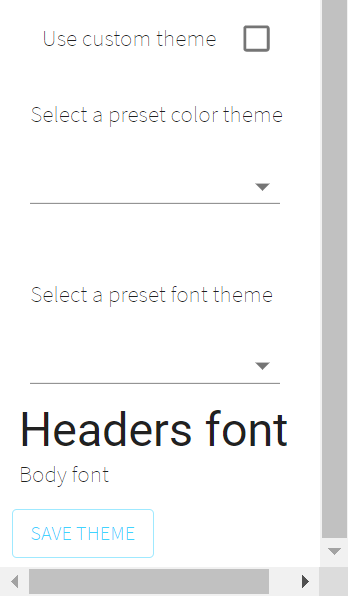 Use custom theme
Select a preset color theme
Select a preset font theme
Headers font
Body font
SAVE THEME